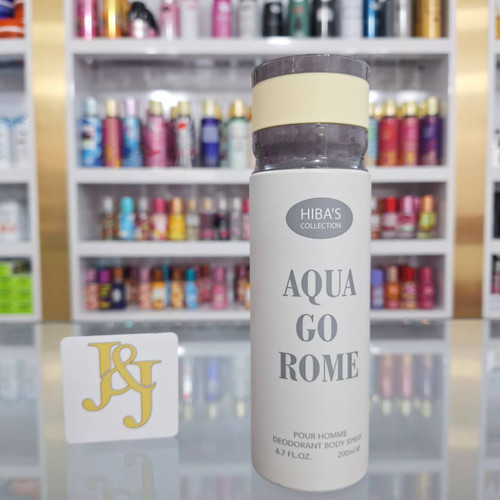 HIBA'S
COLLECTION
AQUA
GO
ROME
POUR HOMME
DEODORANT BODY SPRAY
6.7 FL.OZ. 200ml e
J&J